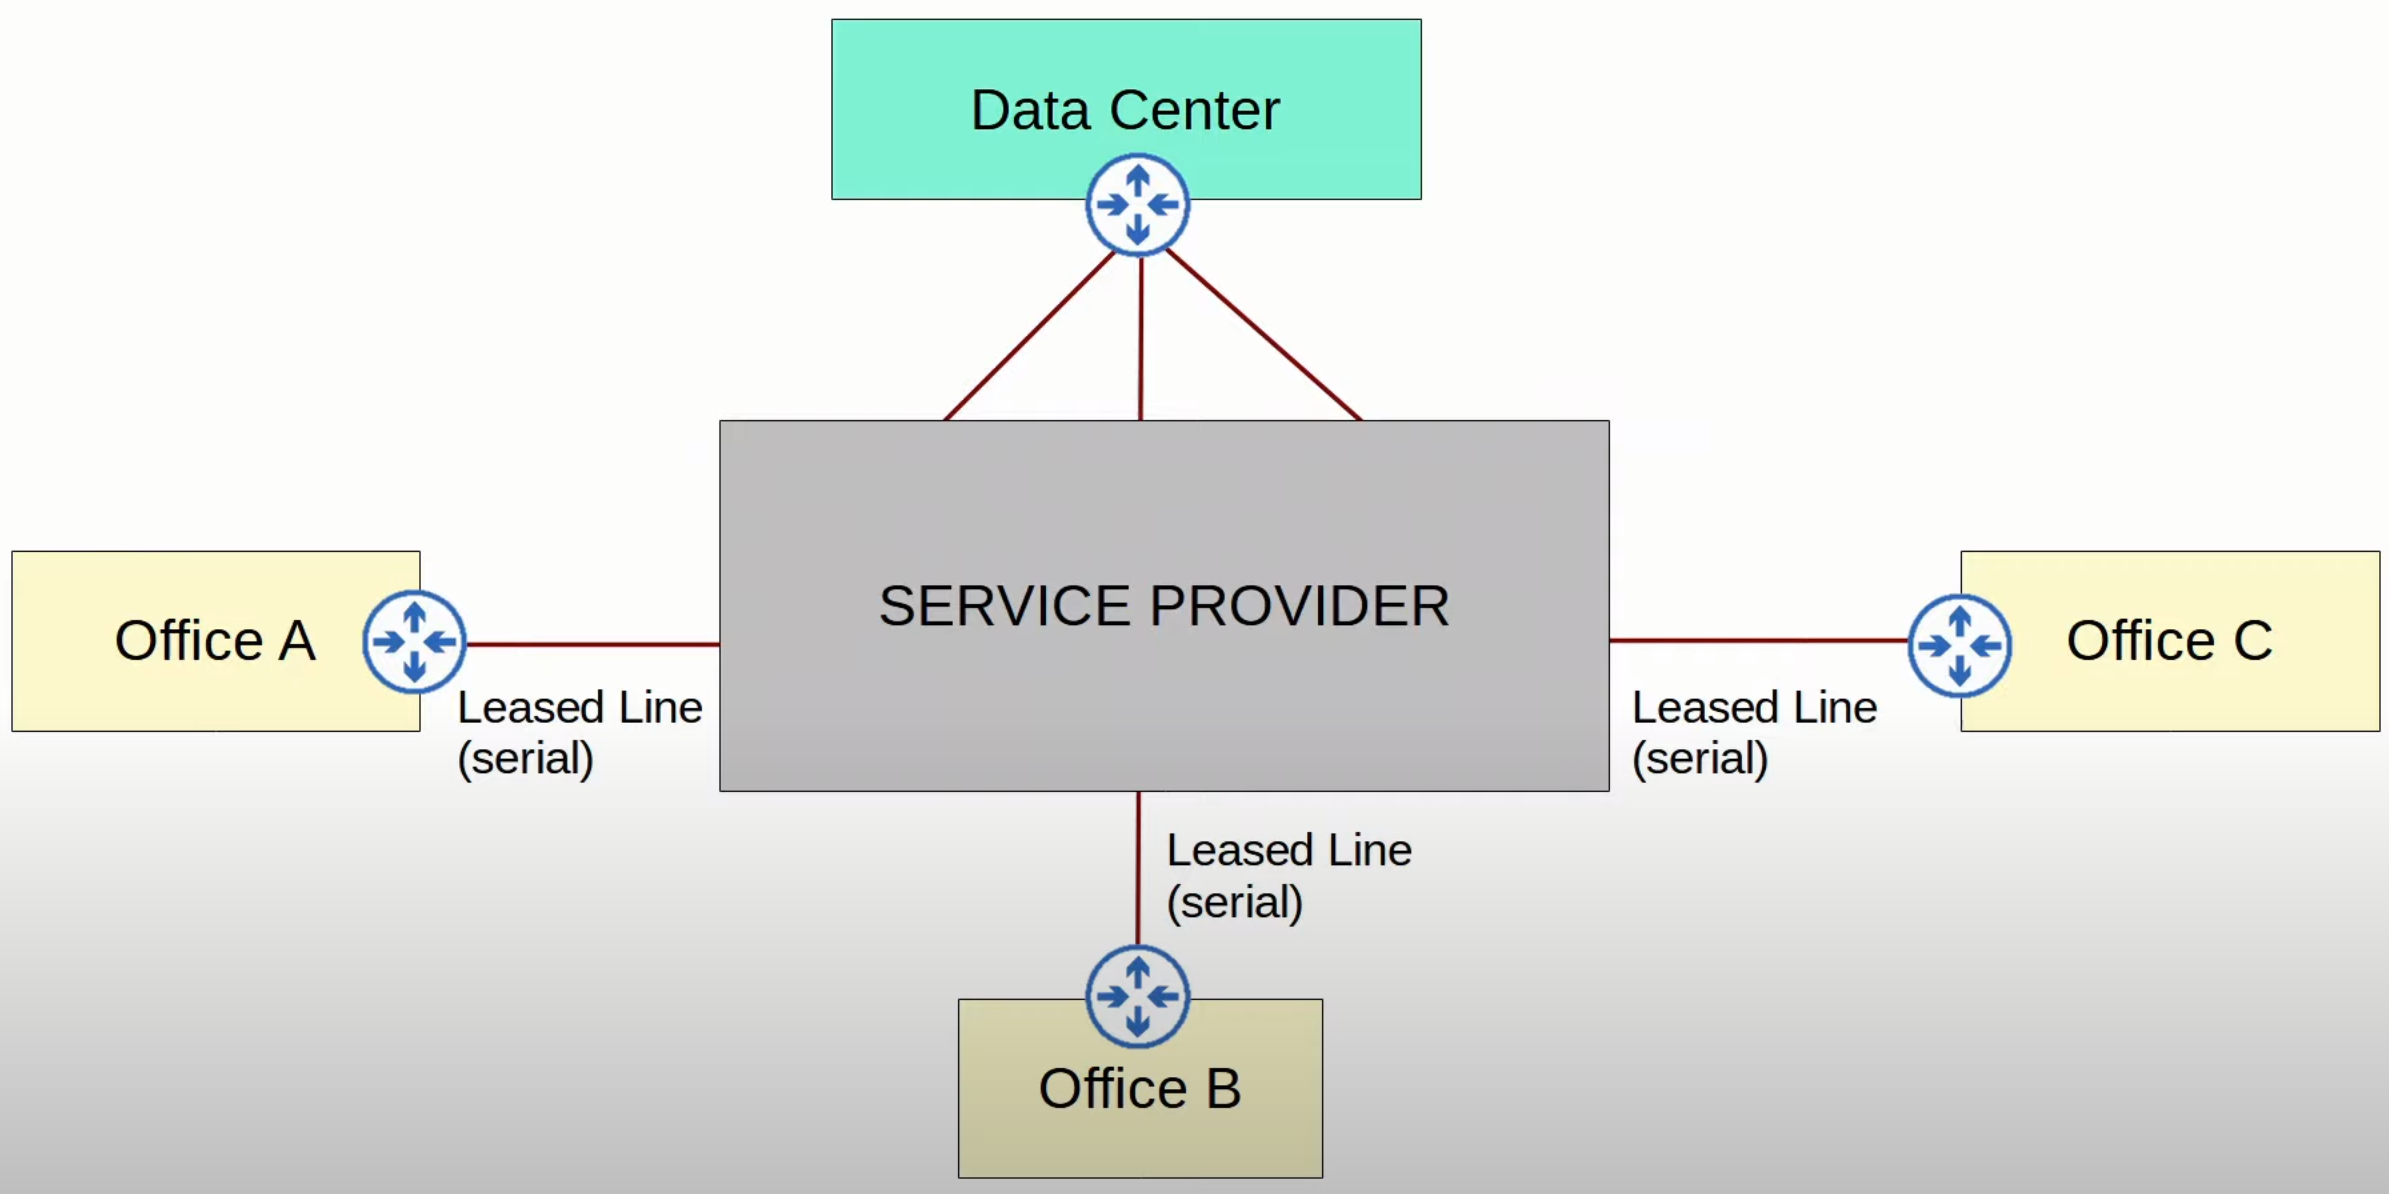 Data Center
SERVICE PROVIDER
Office A
Leased Line
(serial)
Leased Line
(serial)
Office C
Leased Line
(serial)
Office B